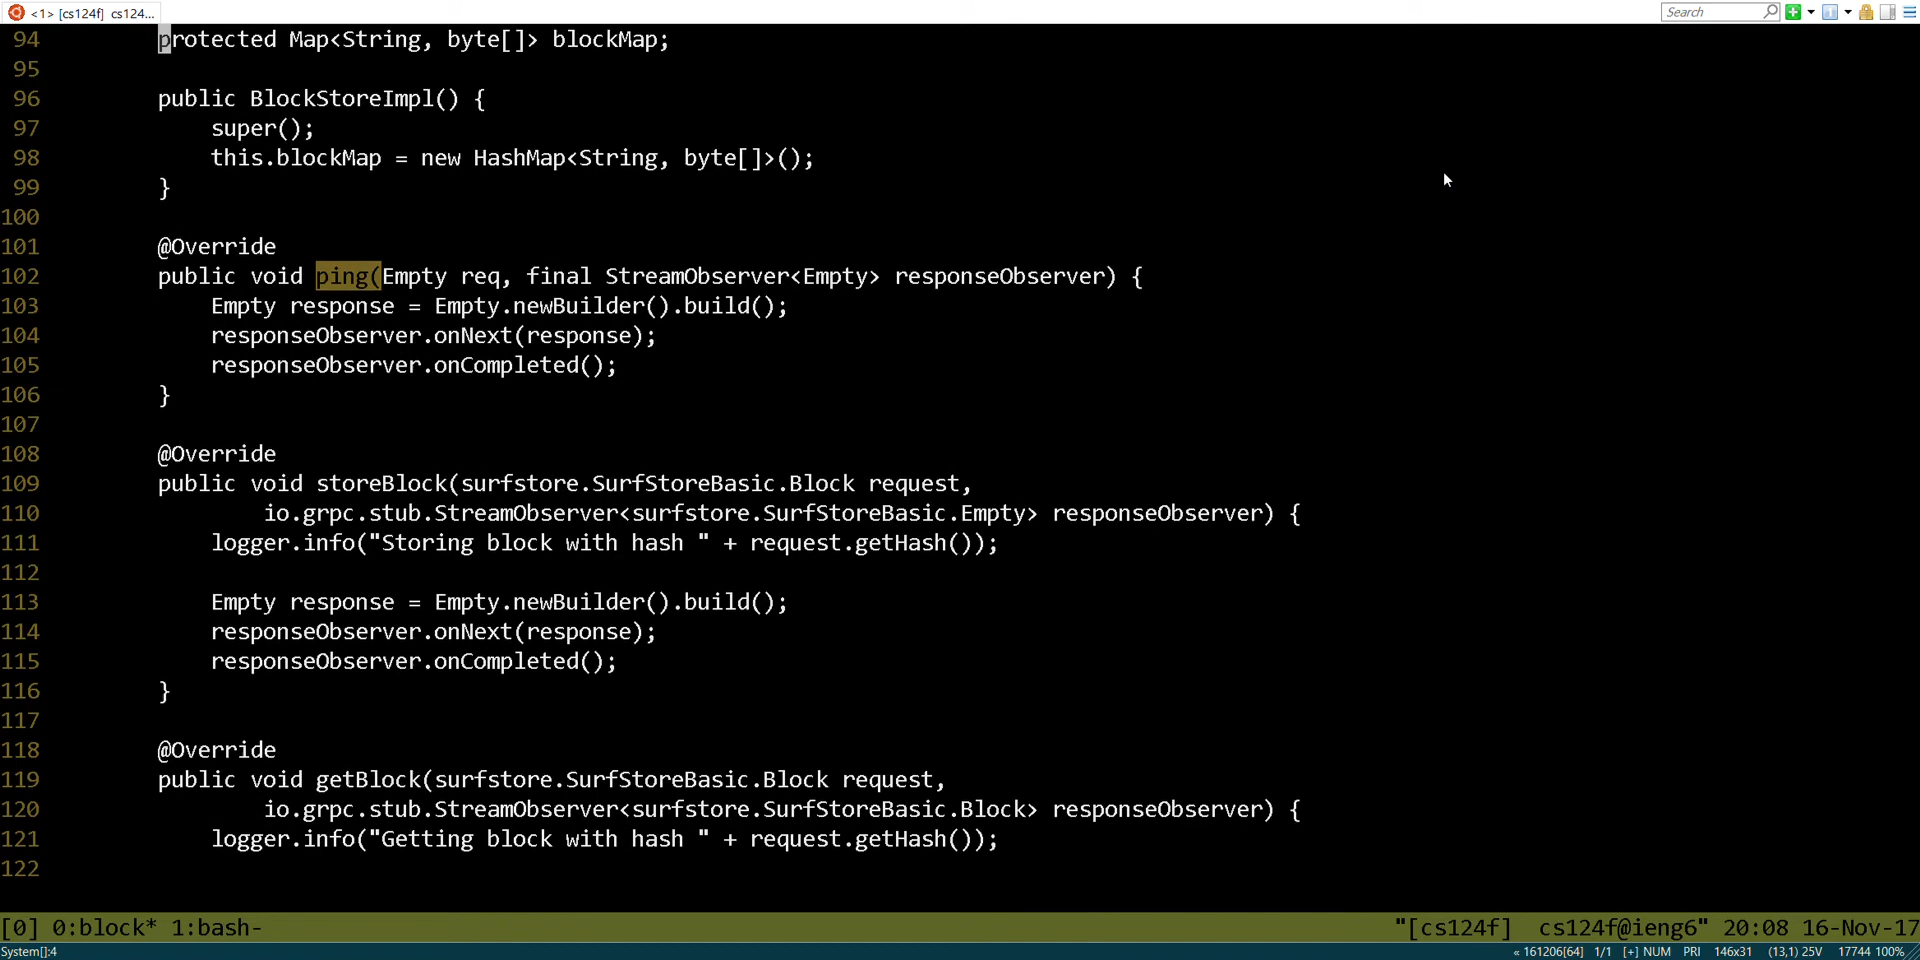 <1> [cs124f]  cs124...
Search
94         protected Map<String, byte[]> blockMap;
95
96         public BlockStoreImpl() {
97             super();
98             this.blockMap = new HashMap<String, byte[]>();
99         }
100
101         @Override
102         public void ping(Empty req, final StreamObserver<Empty> responseObserver) {
103             Empty response = Empty.newBuilder().build();
104             responseObserver.onNext(response);
105             responseObserver.onCompleted();
106         }
107
108         @Override
109         public void storeBlock(surfstore.SurfStoreBasic.Block request,
110                 io.grpc.stub.StreamObserver<surfstore.SurfStoreBasic.Empty> responseObserver) {
111             logger.info("Storing block with hash " + request.getHash());
112
113             Empty response = Empty.newBuilder().build();
114             responseObserver.onNext(response);
115             responseObserver.onCompleted();
116         }
117
118         @Override
119         public void getBlock(surfstore.SurfStoreBasic.Block request,
120                 io.grpc.stub.StreamObserver<surfstore.SurfStoreBasic.Block> responseObserver) {
121             logger.info("Getting block with hash " + request.getHash());
122
[0] 0:block* 1:bash-    "[cs124f]  cs124f@ieng6" 20:08 16-Nov-17
System[]:4    « 161206[64]  1/1  [+] NUM  PRI  146x31  (13,1) 25V  17744 100%